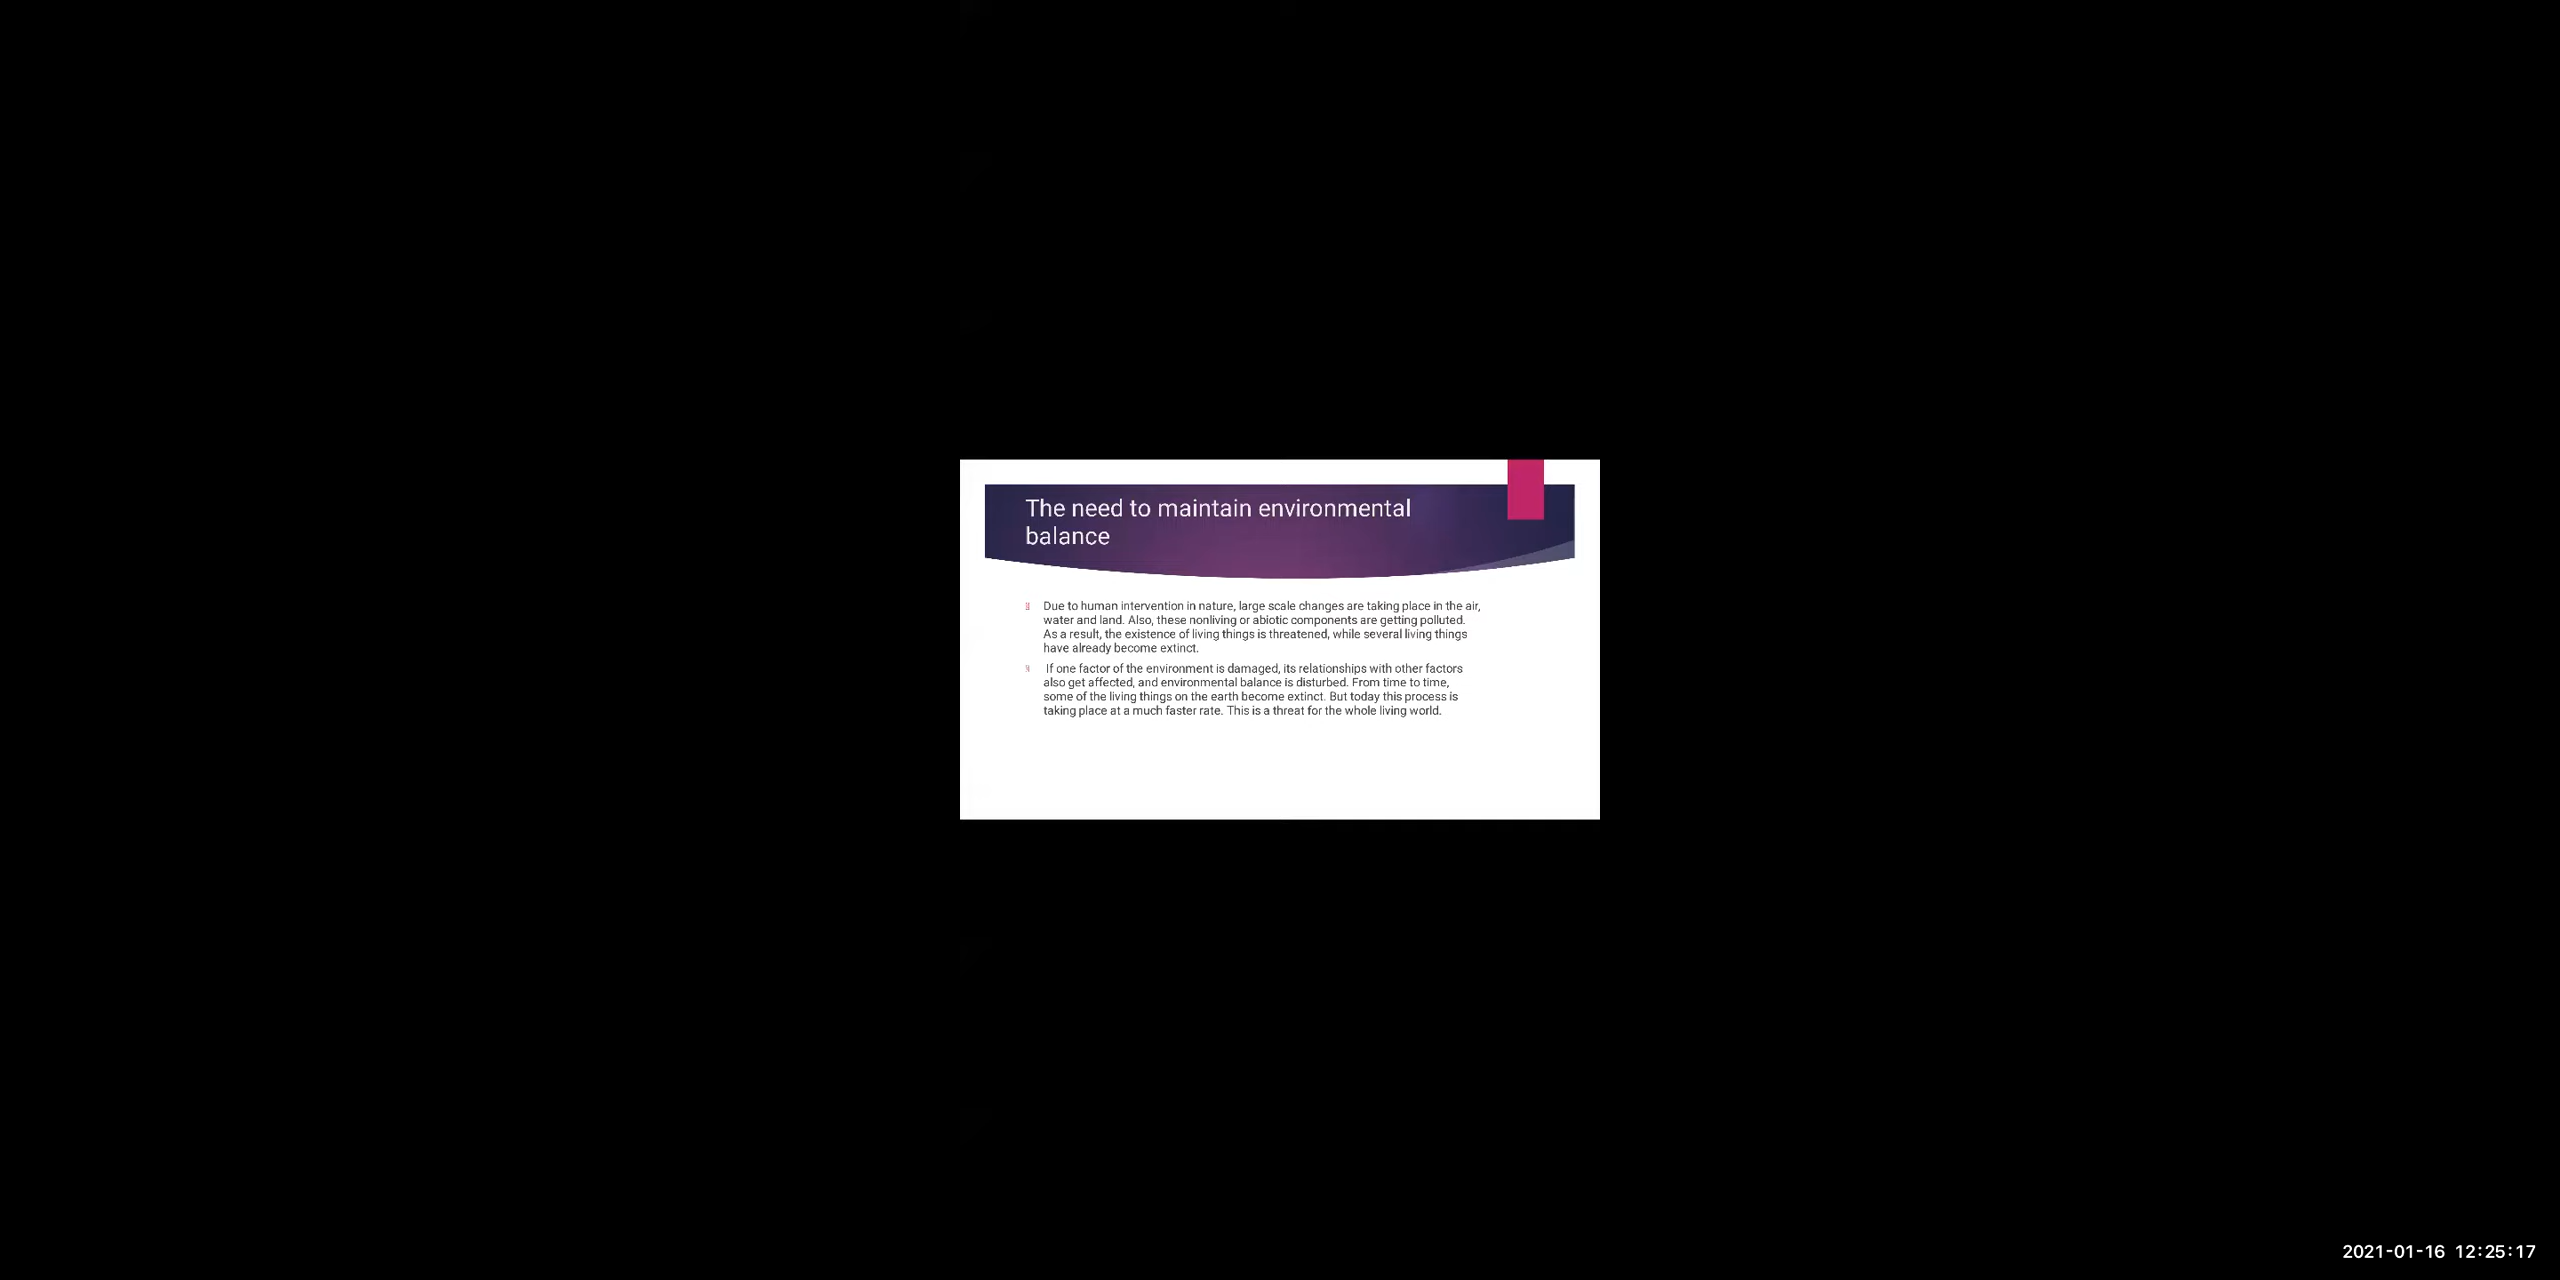 The need to maintain environmental
balance
Due to human intervention in nature, large scale changes are taking place in the air,
water and land. Also, these nonliving or abiotic components are getting polluted.
As a result, the existence of living things is threatened, while several living things
have already become extinct.
If one factor of the environment is damaged, its relationships with other factors
also get affected, and environmental balance is disturbed. From time to time,
some of the living things on the earth become extinct. But today this process is
taking place at a much faster rate. This is a threat for the whole living world.
2021-01-16 12:25:17